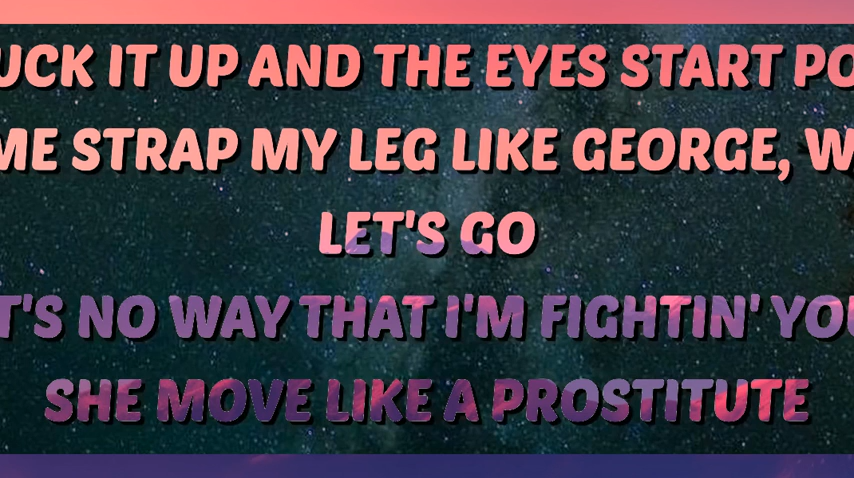 UCK IT UP AND THE EYES START PO
ME STRAP MY LEG LIKE GEORGE, W
LET'S GO
T'S NO WAY THAT I'M FIGHTIN' YOU
SHE MOVE LIKE A PROSTITUTE